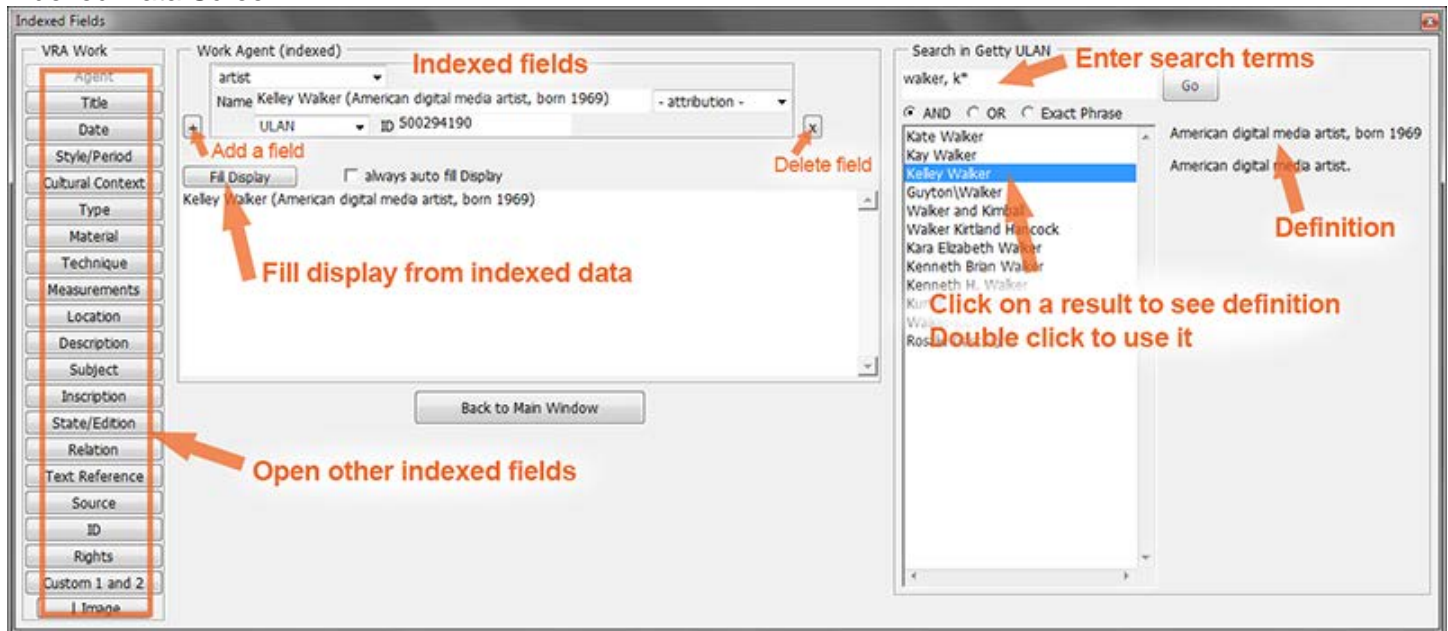 Indexed Fields
VRA Work
Agent
Title
Date
Style/Period
Cultural Context
Type
Material
Technique
Measurements
Location
Description
Subject
Inscription
State/Edition
Relation
Text Reference
Source
ID
Rights
Custom 1 and 2
Image
Work Agent (indexed)
Indexed fields
artist
Name Kelley Walker (American digital media artist, born 1969) - attribution -
+ ULAN ID 500294190 x
Add a field
Delete field
Fill Display always auto fill Display
Kelley Walker (American digital media artist, born 1969)
Fill display from indexed data
Back to Main Window
Open other indexed fields
Search in Getty ULAN
Enter search terms
walker, k* Go
AND OR Exact Phrase
Kate Walker
Kay Walker
Kelley Walker
Guyton\Walker
Walker and Kimball
Walker Kirtland Hancock
Kara Elizabeth Walker
Kenneth Brian Walker
Kenneth H. Walker
American digital media artist, born 1969
American digital media artist.
Definition
Click on a result to see definition
Double click to use it